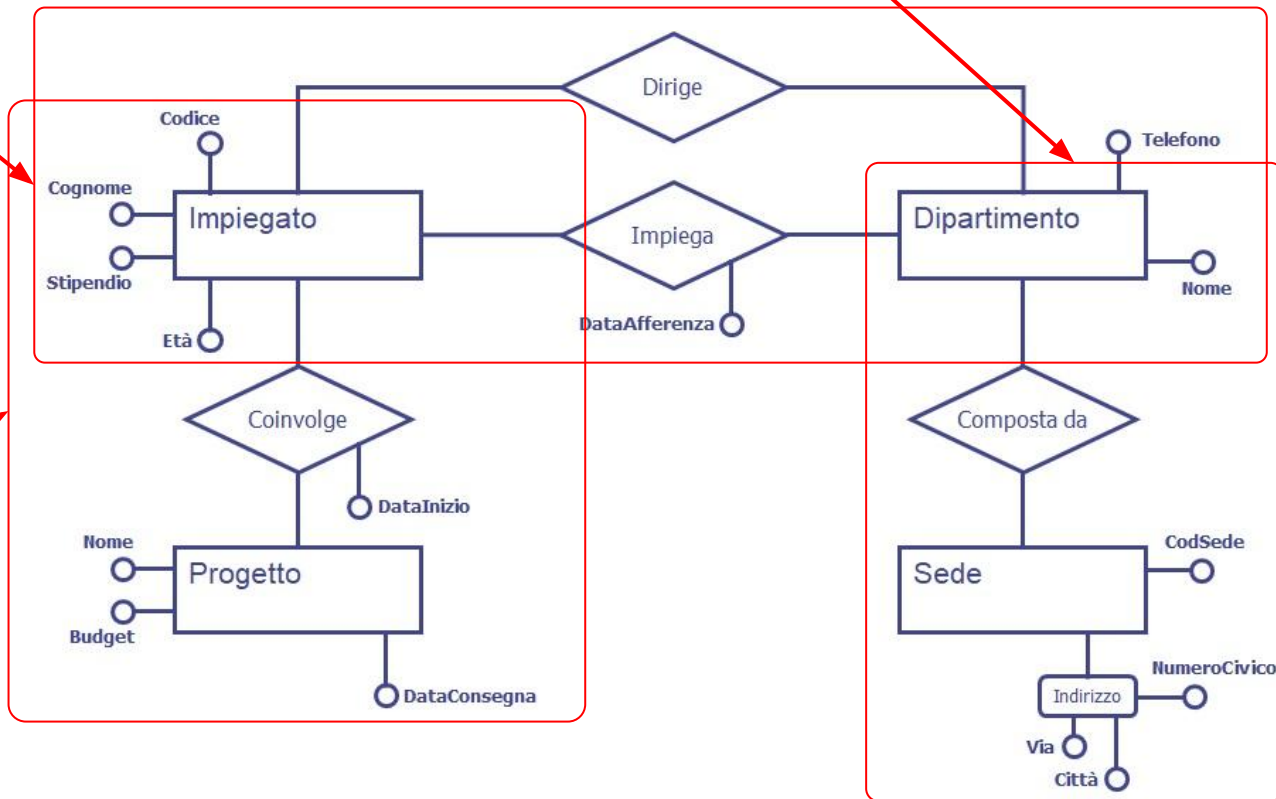 Dirige
Codice
Telefono
Cognome
Impiegato
Impiega
Dipartimento
Stipendio
Nome
DataAfferenza
Età
Coinvolge
Composta da
DataInizio
Nome
CodSede
Progetto
Sede
Budget
NumeroCivico
DataConsegna
Indirizzo
Via
Città